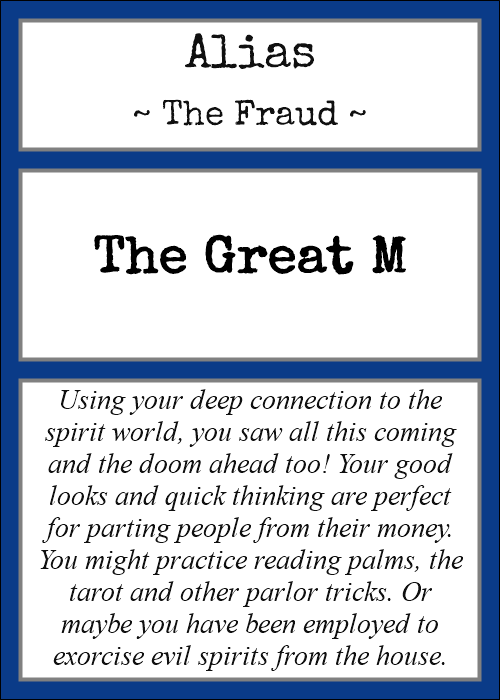 Alias
~ The Fraud ~
The Great M
Using your deep connection to the
spirit world, you saw all this coming
and the doom ahead too! Your good
looks and quick thinking are perfect
for parting people from their money.
You might practice reading palms, the
tarot and other parlor tricks. Or
maybe you have been employed to
exorcise evil spirits from the house.